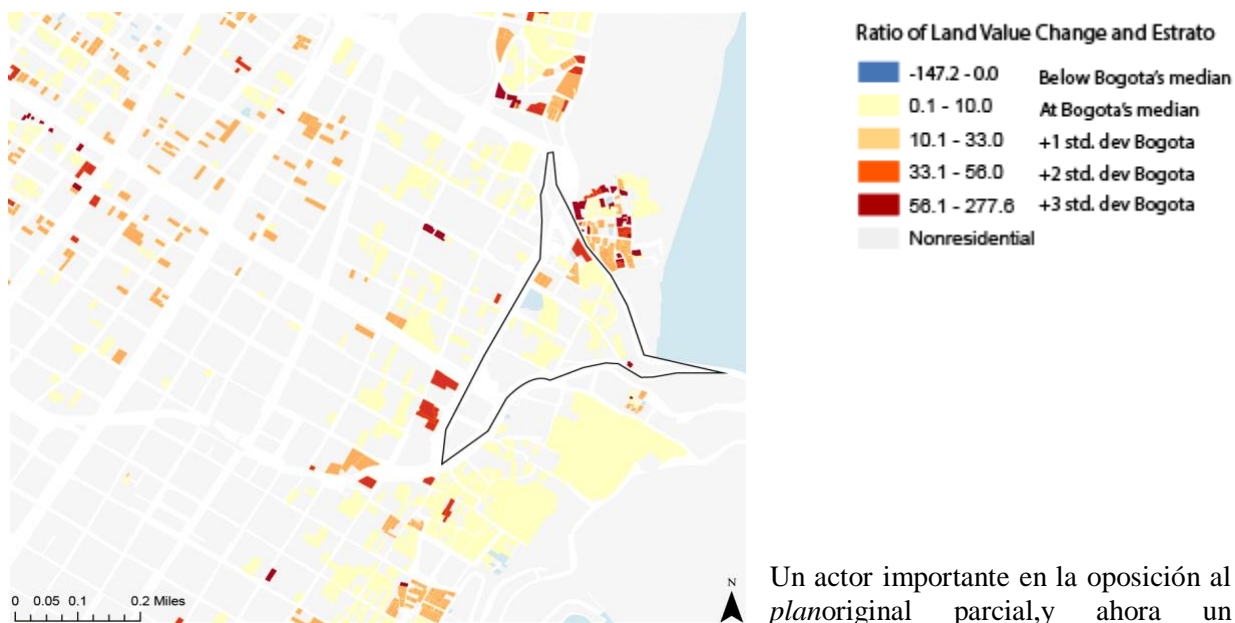 Ratio of Land Value Change and Estrato
-147.2 - 0.0 Below Bogota's median
0.1 - 10.0 At Bogota's median
10.1 - 33.0 +1 std. dev Bogota
33.1 - 56.0 +2 std. dev Bogota
56.1 - 277.6 +3 std. dev Bogota
Nonresidential
N
0 0.05 0.1 0.2 Miles
Un actor importante en la oposición al
planoriginal parcial,y ahora un